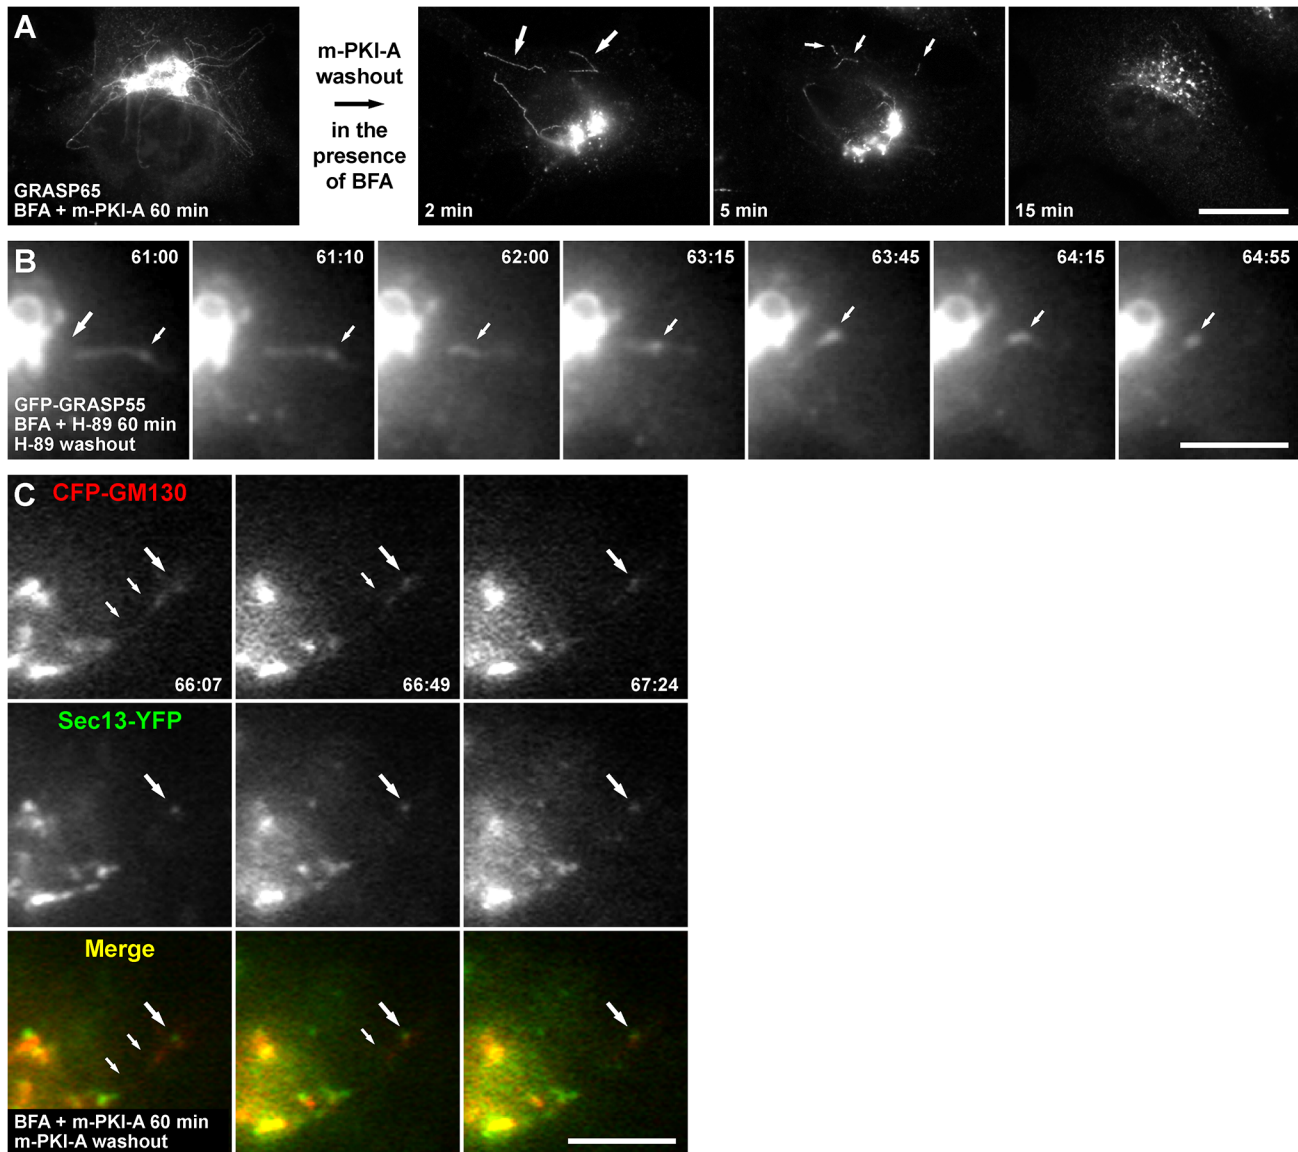 A
GRASP65
BFA + m-PKI-A 60 min
m-PKI-A
washout
in the
presence
of BFA
2 min
5 min
15 min
B
61:00
61:10
62:00
63:15
63:45
64:15
64:55
GFP-GRASP55
BFA + H-89 60 min
H-89 washout
C
CFP-GM130
66:07
66:49
67:24
Sec13-YFP
Merge
BFA + m-PKI-A 60 min
m-PKI-A washout